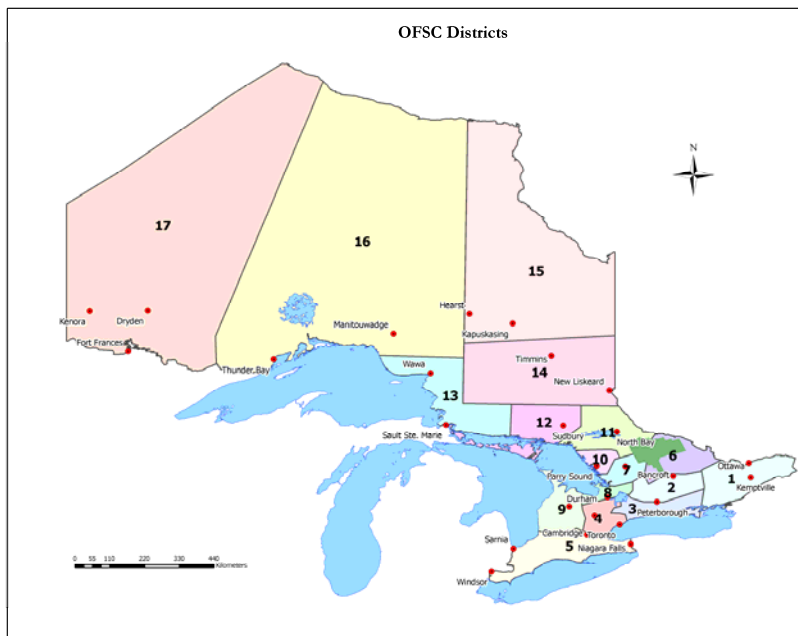 OFSC Districts
N
17
16
15
Kenora
Dryden
Fort Frances
Hearst
Manitouwadge
Kapuskasing
Thunder Bay
Wawa
Timmins
14
New Liskeard
13
12
Sudbury
11
North Bay
Sault Ste. Marie
10
7
6
Ottawa
Parry Sound
Bancroft
2
1
Kemptville
8
Durham
9
4
3
Peterborough
Cambridge
Toronto
Sarnia
5
Niagara Falls
Windsor
0 55 110 220 330 440
Kilometers